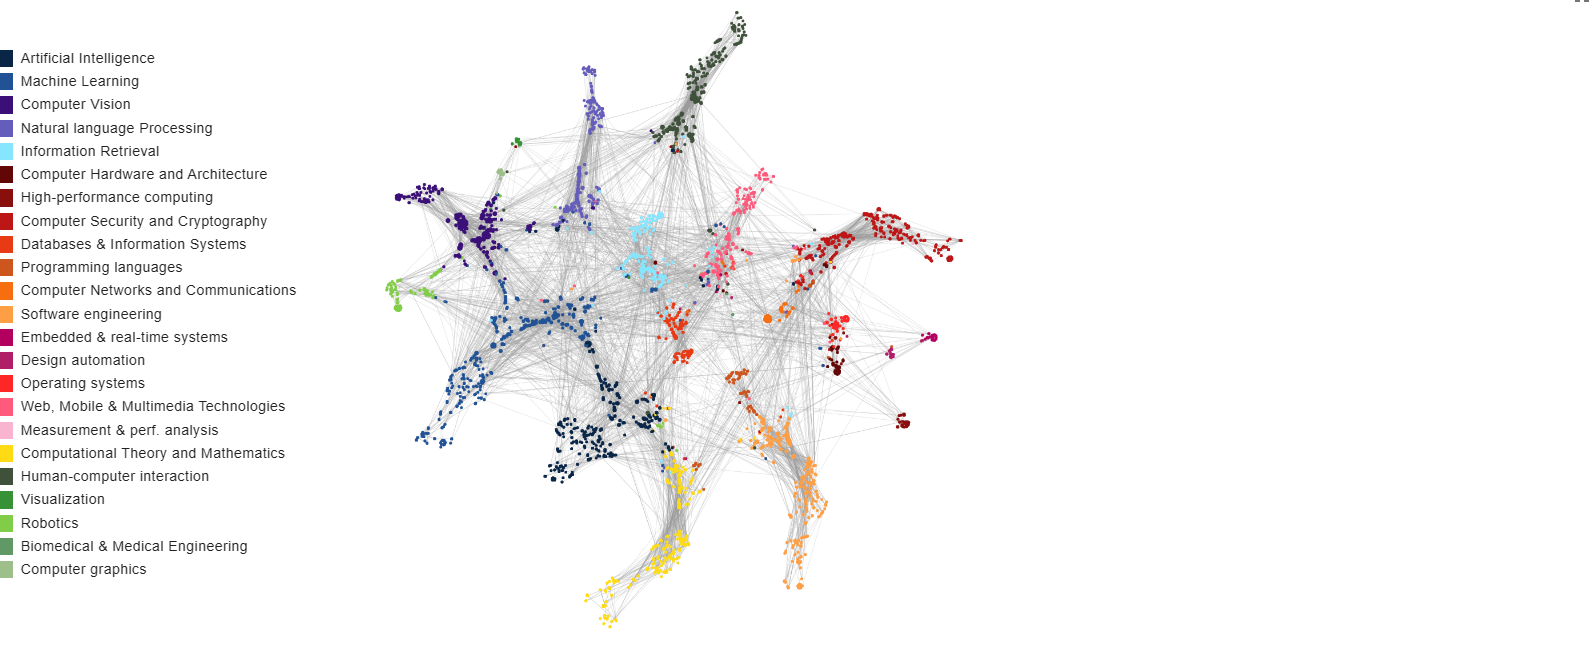 Artificial Intelligence
Machine Learning
Computer Vision
Natural language Processing
Information Retrieval
Computer Hardware and Architecture
High-performance computing
Computer Security and Cryptography
Databases & Information Systems
Programming languages
Computer Networks and Communications
Software engineering
Embedded & real-time systems
Design automation
Operating systems
Web, Mobile & Multimedia Technologies
Measurement & perf. analysis
Computational Theory and Mathematics
Human-computer interaction
Visualization
Robotics
Biomedical & Medical Engineering
Computer graphics